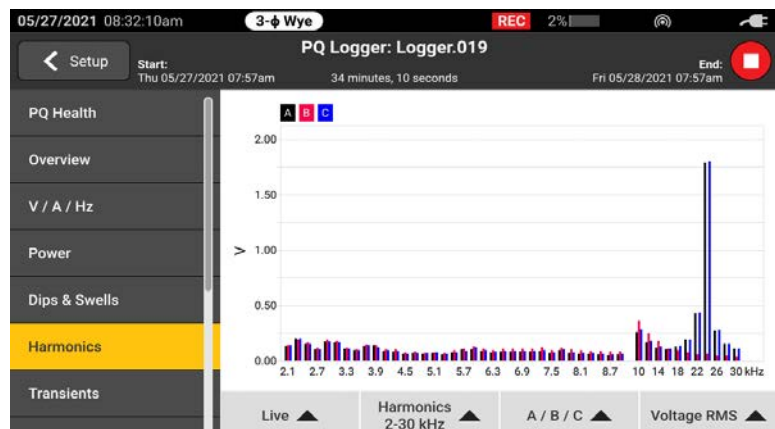 05/27/2021 08:32:10am 3-ϕ Wye REC 2%
Setup
PQ Logger: Logger.019
Start:
Thu 05/27/2021 07:57am
34 minutes, 10 seconds
End:
Fri 05/28/2021 07:57am
PQ Health
Overview
V / A / Hz
Power
Dips & Swells
Harmonics
Transients
A B C
2.00
1.50
V 1.00
0.50
0.00
2.1 2.7 3.3 3.9 4.5 5.1 5.7 6.3 6.9 7.5 8.1 8.7 10 14 18 22 26 30 kHz
Live
Harmonics
2-30 kHz
A / B / C
Voltage RMS